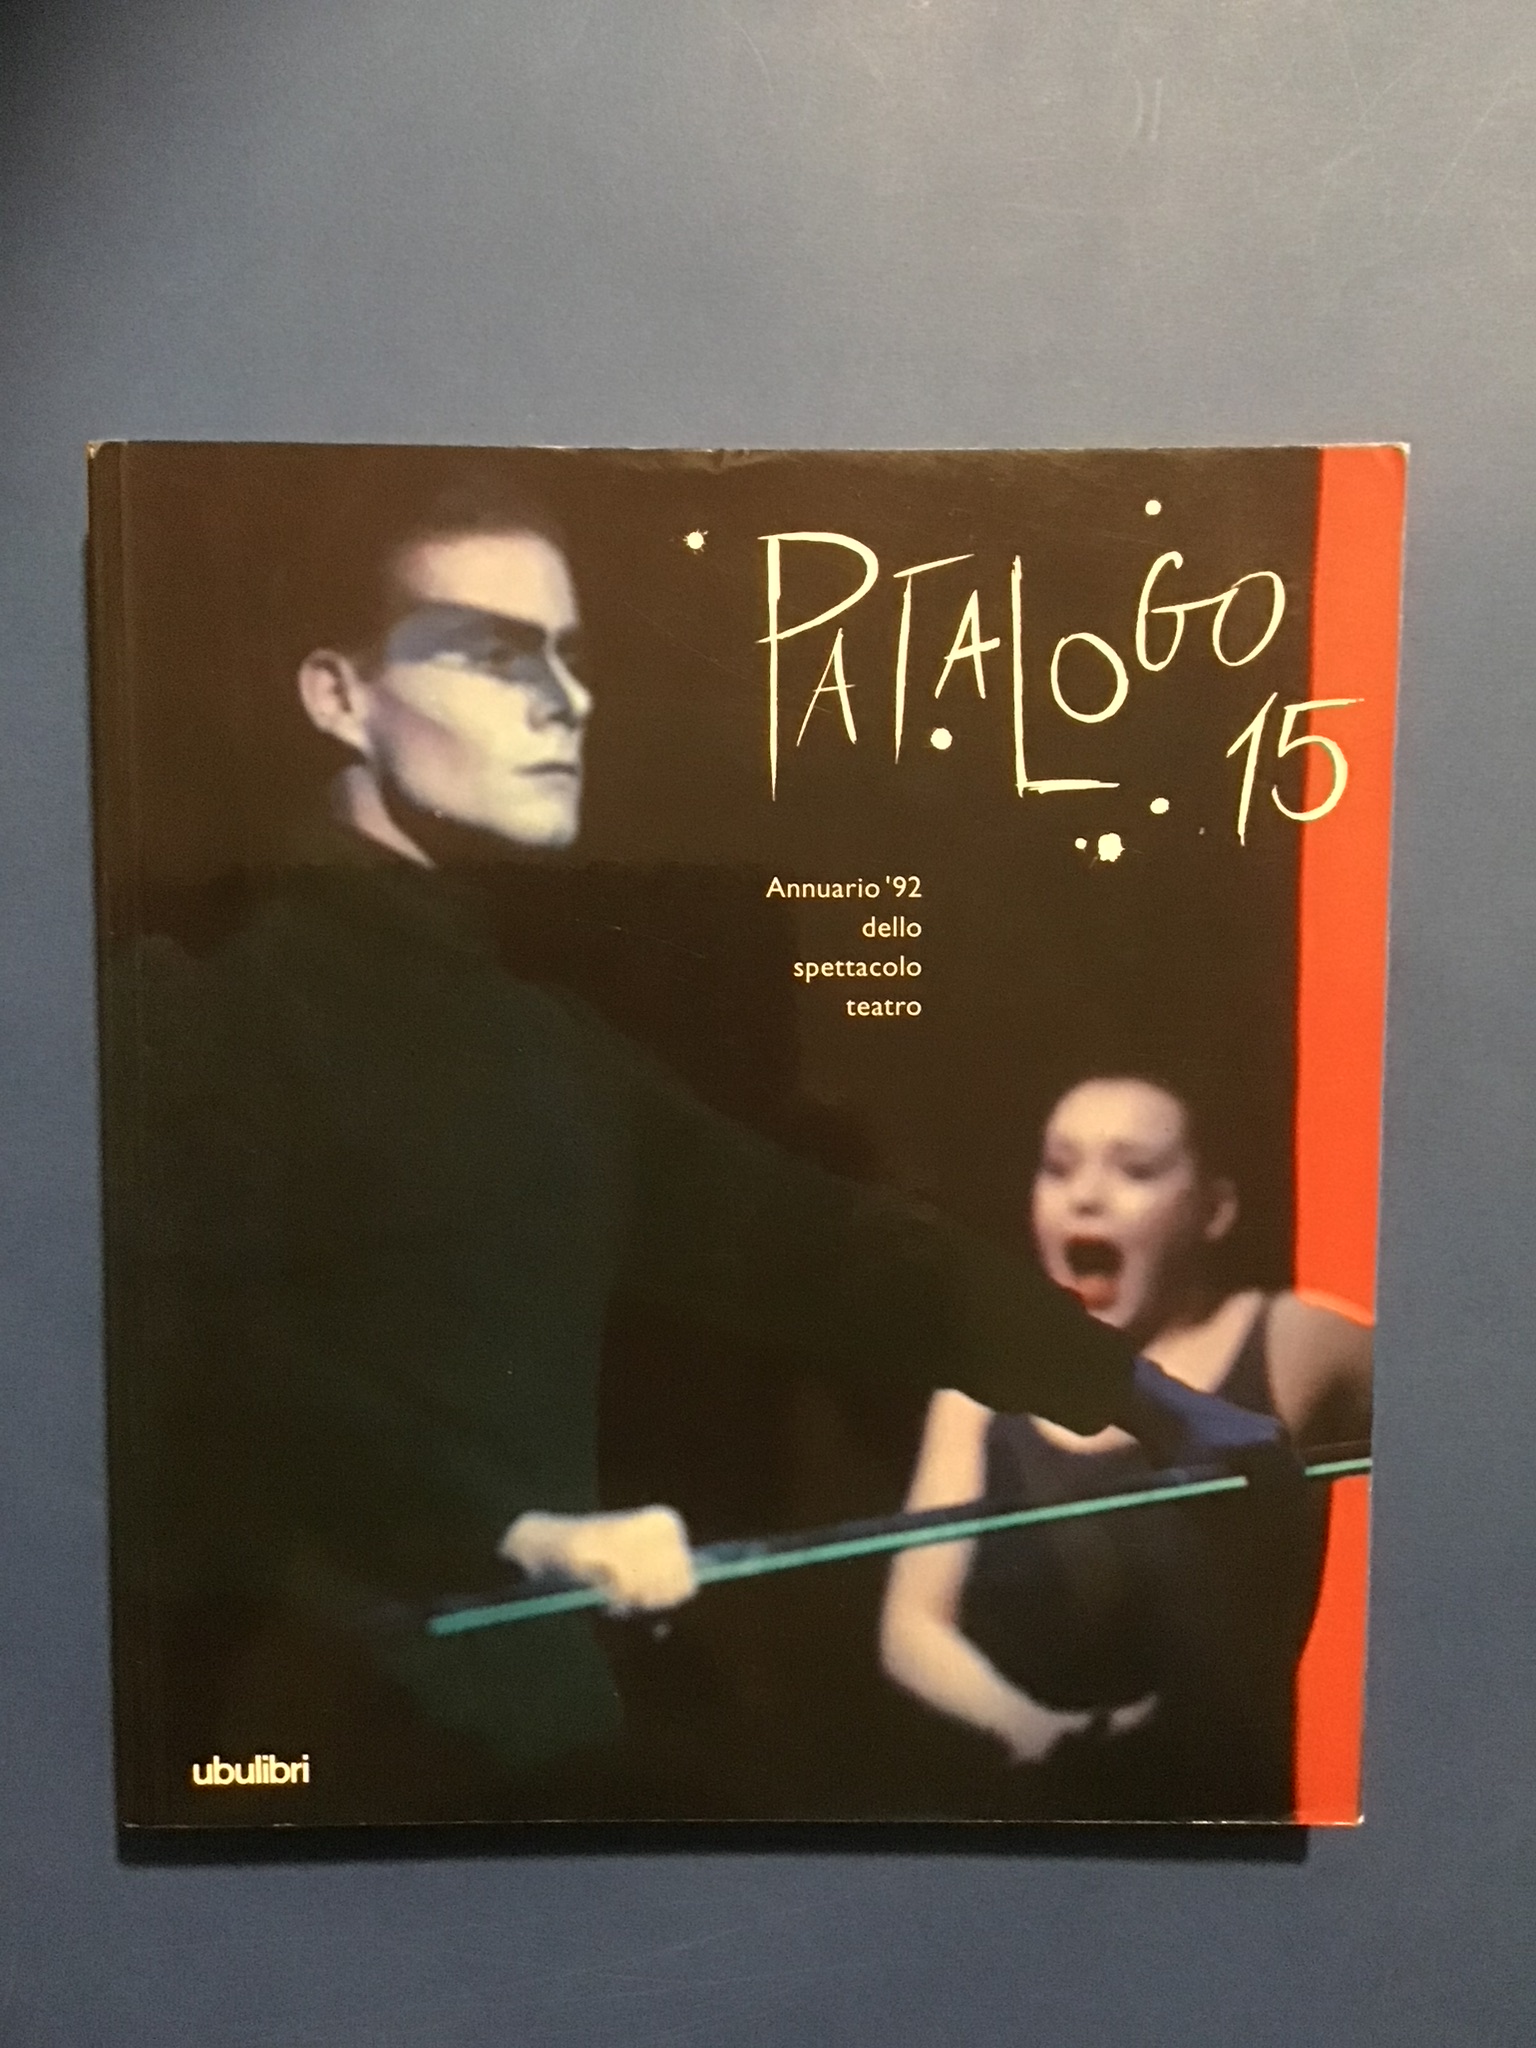 PATALOGO
15
Annuario '92
dello
spettacolo
teatro
ubulibri